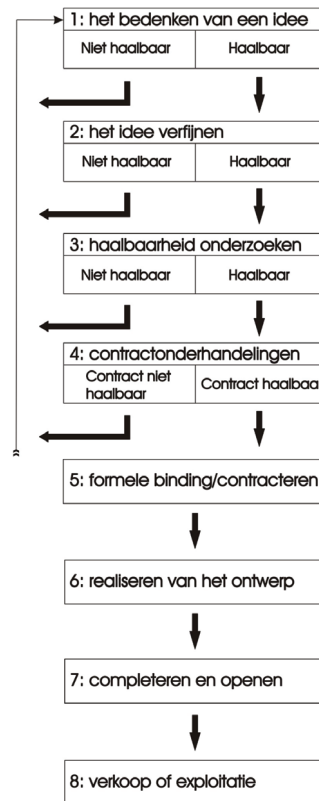 1: het bedenken van een idee
Niet haalbaar
Haalbaar
2: het idee verfijnen
Niet haalbaar
Haalbaar
3: haalbaarheid onderzoeken
Niet haalbaar
Haalbaar
4: contractonderhandelingen
Contract niet
haalbaar
Contract haalbaa
5: formele binding/contracteren
6: realiseren van het ontwerp
7: completeren en openen
8: verkoop of exploitatie